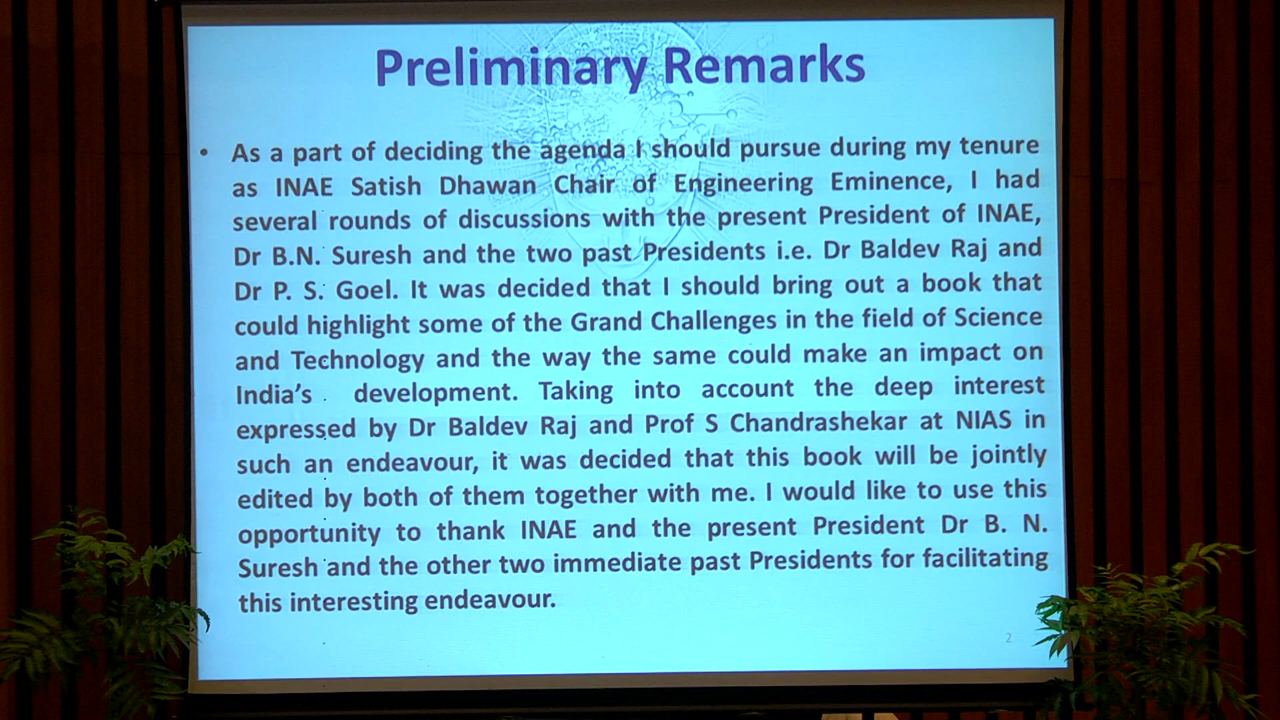 Preliminary Remarks
• As a part of deciding the agenda I should pursue during my tenure
as INAE Satish Dhawan Chair of Engineering Eminence, I had
several rounds of discussions with the present President of INAE,
Dr B.N. Suresh and the two past Presidents i.e. Dr Baldev Raj and
Dr P. S. Goel. It was decided that I should bring out a book that
could highlight some of the Grand Challenges in the field of Science
and Technology and the way the same could make an impact on
India's development. Taking into account the deep interest
expressed by Dr Baldev Raj and Prof S Chandrashekar at NIAS in
such an endeavour, it was decided that this book will be jointly
edited by both of them together with me. I would like to use this
opportunity to thank INAE and the present President Dr B. N.
Suresh and the other two immediate past Presidents for facilitating
this interesting endeavour.
2